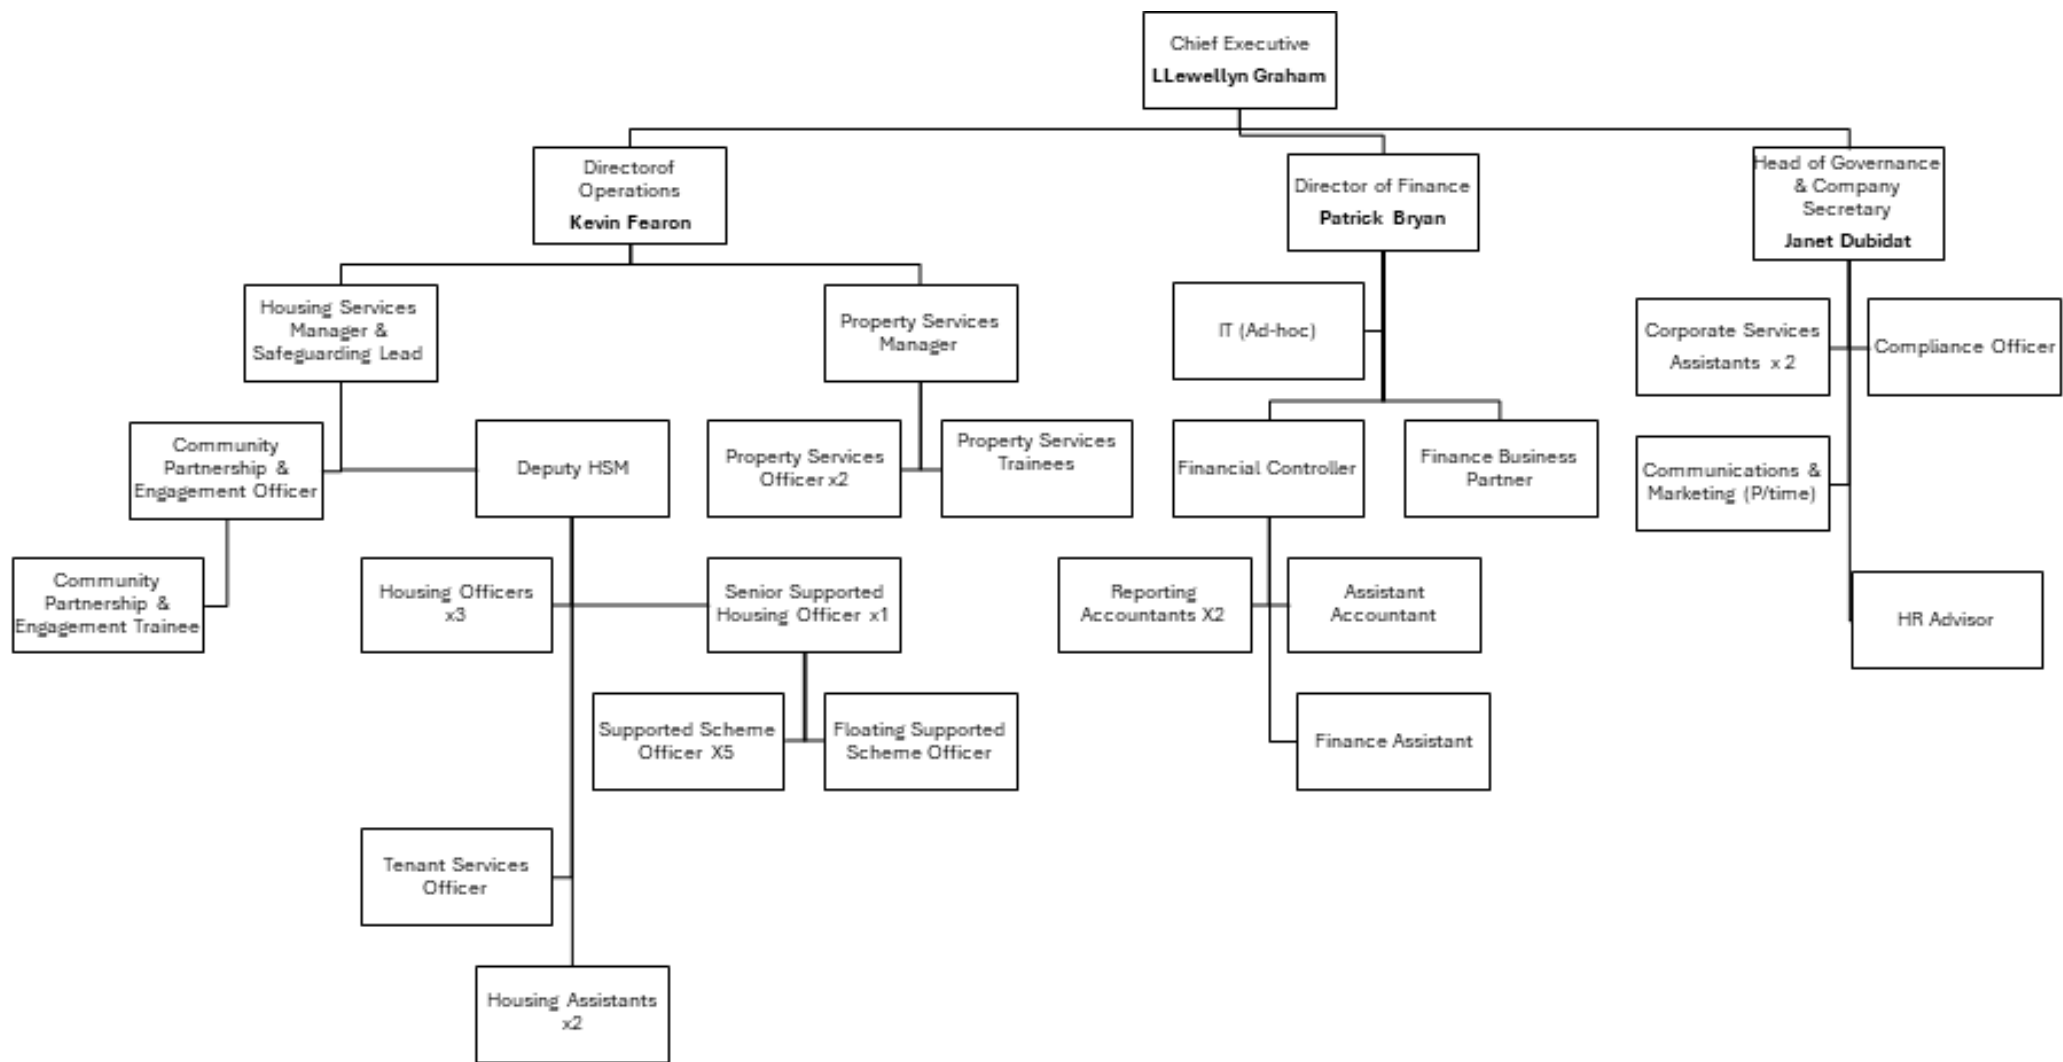 Chief Executive
LLewellyn Graham
Directorof
Operations
Kevin Fearon
Director of Finance
Patrick Bryan
Head of Governance
& Company
Secretary
Janet Dubidat
Housing Services
Manager &
Safeguarding Lead
Property Services
Manager
IT (Ad-hoc)
Corporate Services
Assistants x 2
Compliance Officer
Community
Partnership &
Engagement Officer
Deputy HSM
Property Services
Officer x2
Property Services
Trainees
Financial Controller
Finance Business
Partner
Communications &
Marketing (P/time)
Community
Partnership &
Engagement Trainee
Housing Officers
x3
Senior Supported
Housing Officer x1
Reporting
Accountants X2
Assistant
Accountant
HR Advisor
Supported Scheme
Officer X5
Floating Supported
Scheme Officer
Finance Assistant
Tenant Services
Officer
Housing Assistants
x2